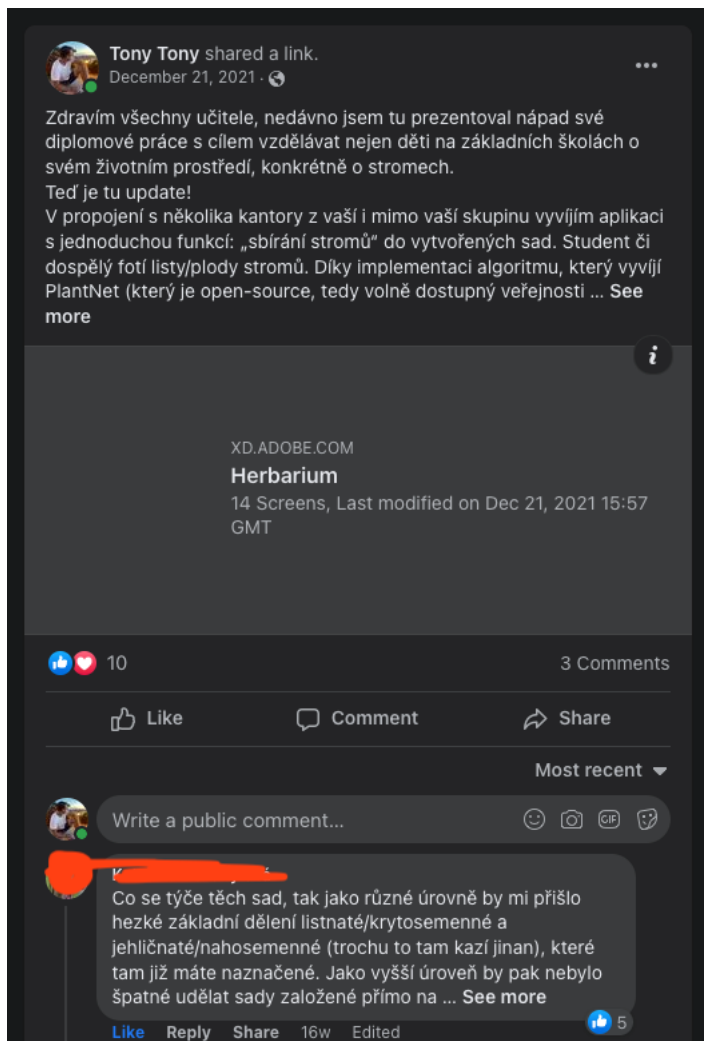 Tony Tony shared a link.
December 21, 2021 ·
Zdravím všechny učitele, nedávno jsem tu prezentoval nápad své
diplomové práce s cílem vzdělávat nejen děti na základních školách o
svém životním prostředí, konkrétně o stromech.
Teď je tu update!
V propojení s několika kantory z vaší i mimo vaší skupinu vyvíjím aplikaci
s jednoduchou funkcí: „sbírání stromů" do vytvořených sad. Student či
dospělý fotí listy/plody stromů. Díky implementaci algoritmu, který vyvíjí
PlantNet (který je open-source, tedy volně dostupný veřejnosti ... See
more
XD.ADOBE.COM
Herbarium
14 Screens, Last modified on Dec 21, 2021 15:57
GMT
10
3 Comments
Like Comment Share
Most recent
Write a public comment...
GIF
Co se týče těch sad, tak jako různé úrovně by mi přišlo
hezké základní dělení listnaté/krytosemenné a
jehličnaté/nahosemenné (trochu to tam kazí jinan), které
tam již máte naznačené. Jako vyšší úroveň by pak nebylo
špatné udělat sady založené přímo na ... See more
5
Like Reply Share 16w Edited